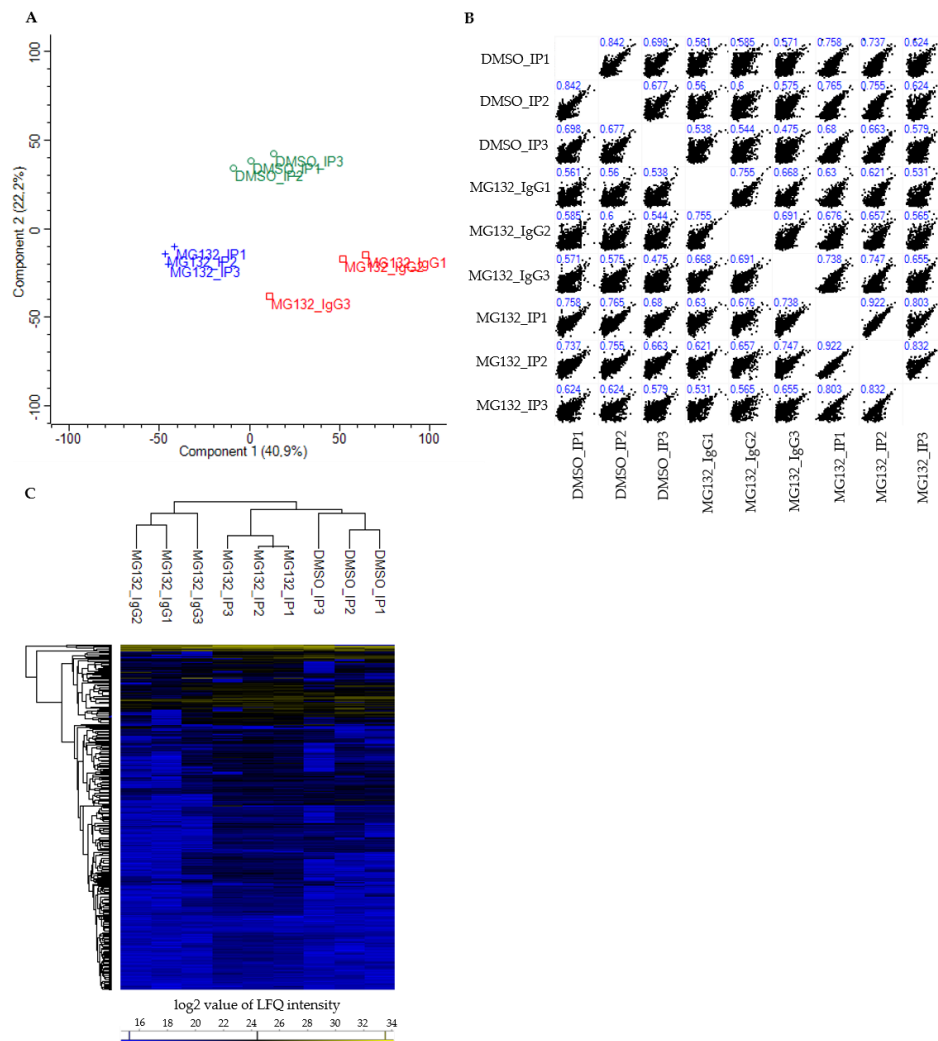 A
100
50
0
-50
-100
Component 2 (22,2%)
DMSO_IP3
DMSO_IP1
DMSO_IP2
MG132_IP1
MG132_IP2
MG132_IP3
MG132_IgG1
MG132_IgG2
MG132_IgG3
-100 -50 0 50 100
Component 1 (40,9%)
B
DMSO_IP1 0.842 0.698 0.561 0.585 0.571 0.758 0.737 0.624
DMSO_IP2 0.842 0.677 0.56 0.6 0.575 0.765 0.755 0.624
DMSO_IP3 0.698 0.677 0.538 0.544 0.475 0.68 0.663 0.579
MG132_IgG1 0.561 0.56 0.538 0.755 0.668 0.63 0.621 0.531
MG132_IgG2 0.585 0.6 0.544 0.755 0.691 0.676 0.657 0.565
MG132_IgG3 0.571 0.575 0.475 0.668 0.691 0.738 0.747 0.655
MG132_IP1 0.758 0.765 0.68 0.63 0.676 0.738 0.922 0.803
MG132_IP2 0.737 0.755 0.663 0.621 0.657 0.747 0.922 0.832
MG132_IP3 0.624 0.624 0.579 0.531 0.565 0.655 0.803 0.832
DMSO_IP1 DMSO_IP2 DMSO_IP3 MG132_IgG1 MG132_IgG2 MG132_IgG3 MG132_IP1 MG132_IP2 MG132_IP3
C
MG132_IgG2 MG132_IgG1 MG132_IgG3 MG132_IP3 MG132_IP2 MG132_IP1 DMSO_IP3 DMSO_IP2 DMSO_IP1
log2 value of LFQ intensity
16 18 20 22 24 26 28 30 32 34